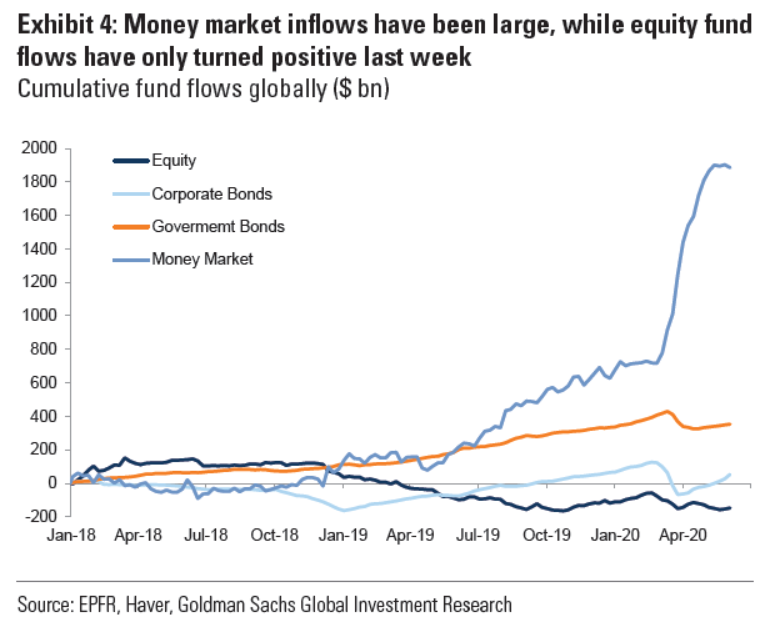 Exhibit 4: Money market inflows have been large, while equity fund
flows have only turned positive last week
Cumulative fund flows globally ($ bn)
2000
1800
1600
1400
1200
1000
800
600
400
200
0
-200
Equity
Corporate Bonds
Govermemt Bonds
Money Market
Jan-18 Apr-18 Jul-18 Oct-18 Jan-19 Apr-19 Jul-19 Oct-19 Jan-20 Apr-20
Source: EPFR, Haver, Goldman Sachs Global Investment Research